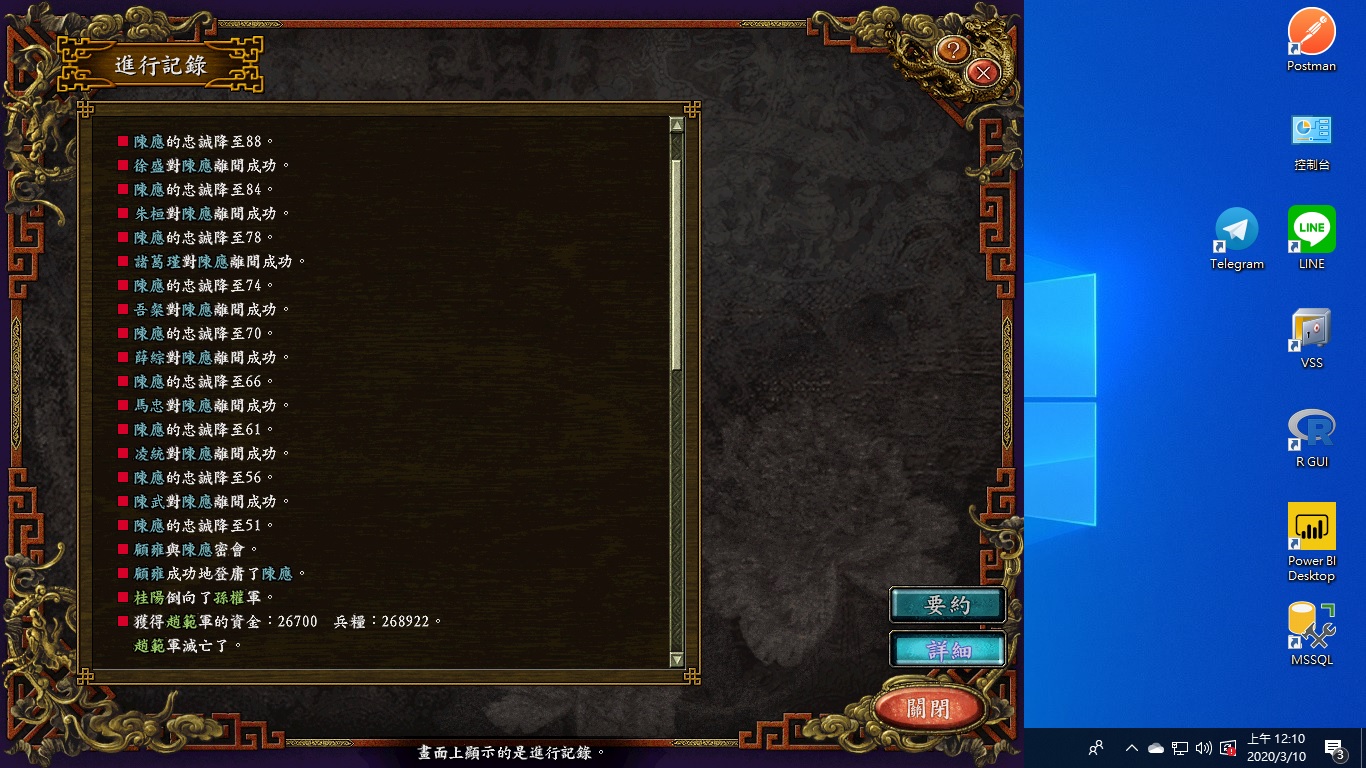 進行記錄
?
陳應的忠誠降至88。
徐盛對陳應離間成功。
陳應的忠誠降至84。
朱桓對陳應離間成功。
陳應的忠誠降至78。
諸葛瑾對陳應離間成功。
陳應的忠誠降至74。
吾粲對陳應離間成功。
陳應的忠誠降至70。
薛綜對陳應離間成功。
陳應的忠誠降至66。
馬忠對陳應離間成功。
陳應的忠誠降至61。
凌統對陳應離間成功。
陳應的忠誠降至56。
陳武對陳應離間成功。
陳應的忠誠降至51。
顧雍與陳應密會。
顧雍成功地登庸了陳應。
桂陽倒向了孫權軍。
獲得趙範軍的資金：26700　兵糧：268922。
趙範軍滅亡了。
要約
詳細
關閉
畫面上顯示的是進行記錄。
Postman
控制台
Telegram
LINE
LINE
VSS
R
R GUI
Power BI
Desktop
MSSQL
上午 12:10
2020/3/10
3